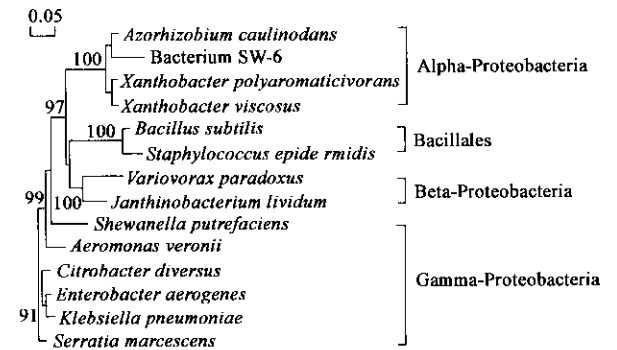 0.05
Azorhizobium caulinodans
Bacterium SW-6
100
Alpha-Proteobacteria
Xanthobacter polyaromaticivorans
Xanthobacter viscosus
97
100
Bacillus subtilis
Bacillales
Staphylococcus epide rmidis
Variovorax paradoxus
Beta-Proteobacteria
99
100
Janthinobacterium lividum
Shewanella putrefaciens
Aeromonas veronii
Citrobacter diversus
Gamma-Proteobacteria
Enterobacter aerogenes
91
Klebsiella pneumoniae
Serratia marcescens